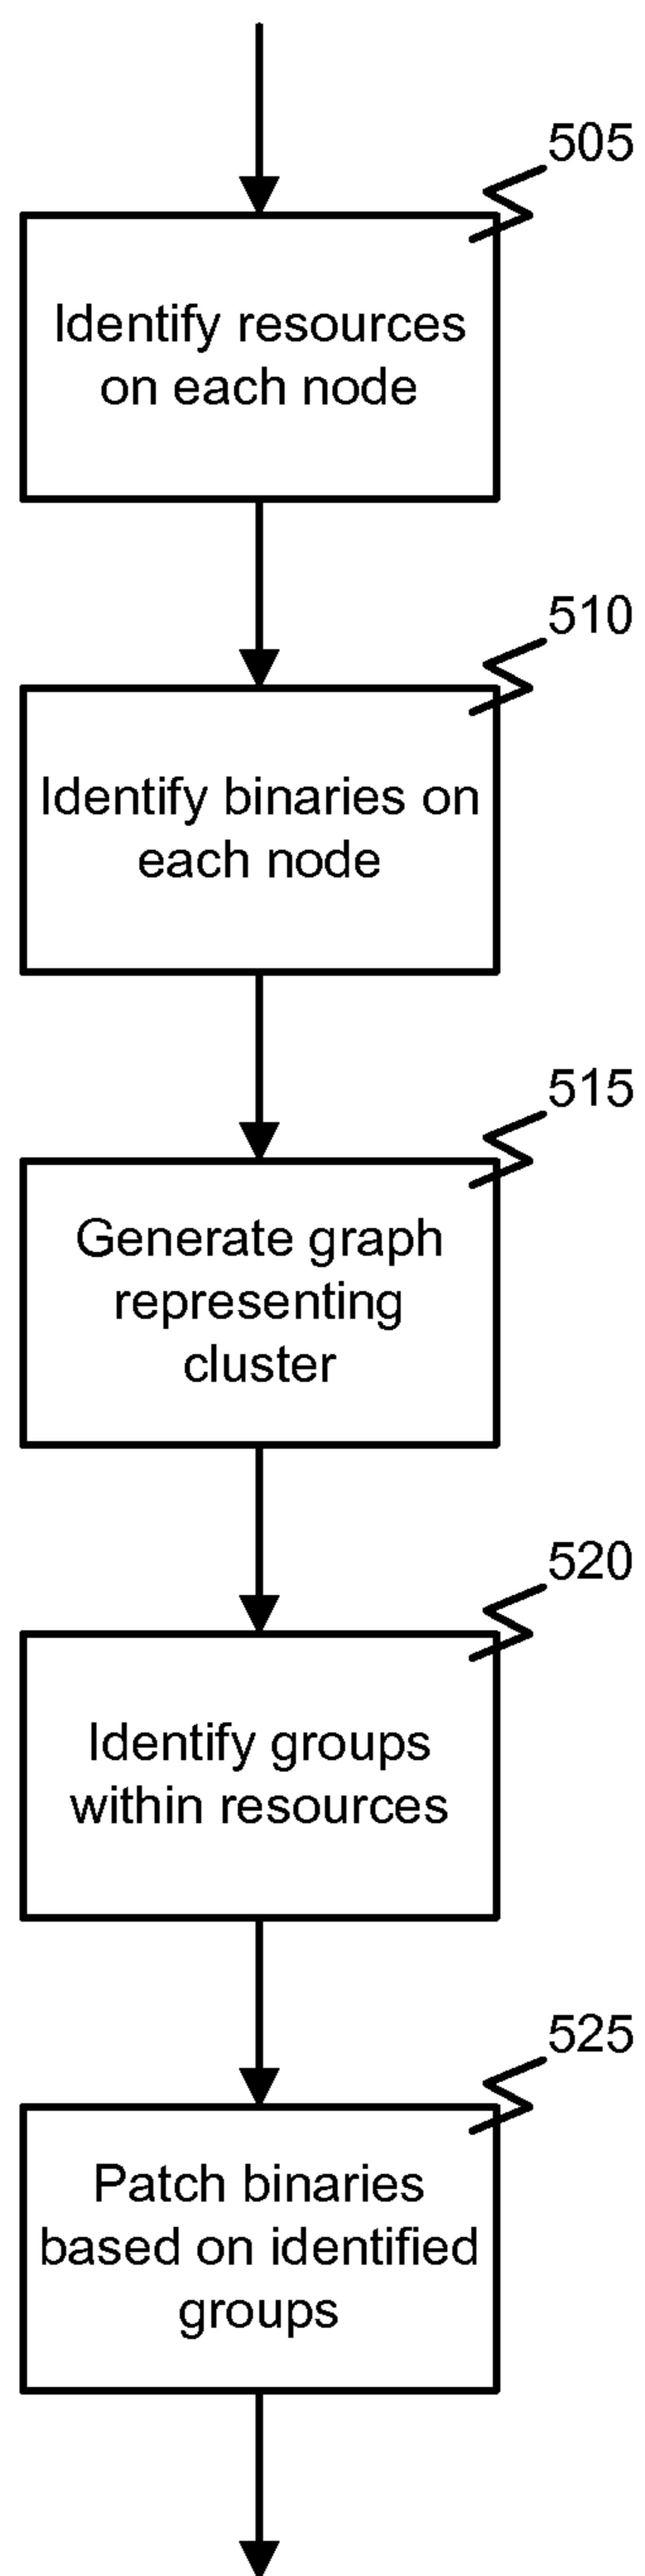 505
Identify resources
on each node
510
Identify binaries on
each node
515
Generate graph
representing
cluster
520
Identify groups
within resources
525
Patch binaries
based on identified
groups